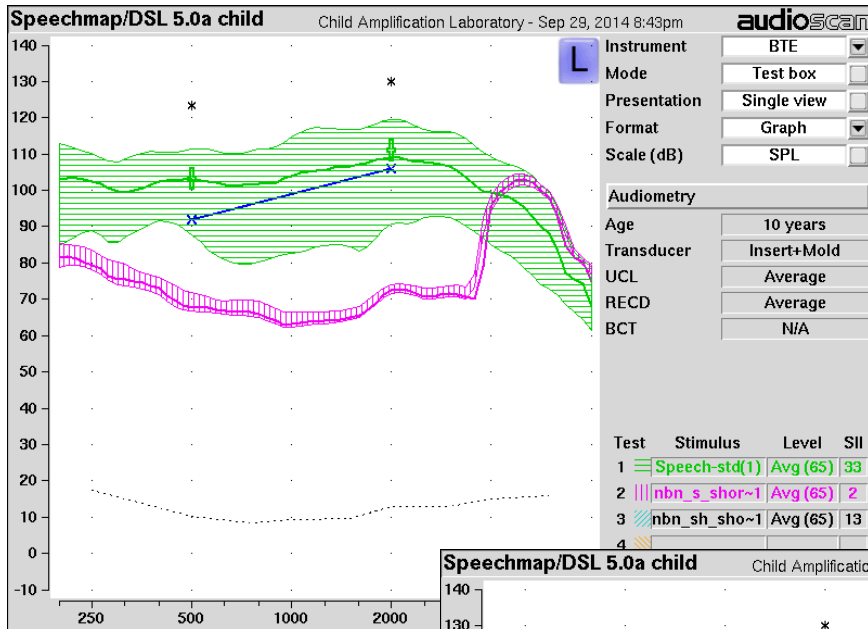 Speechmap/DSL 5.0a child Child Amplification Laboratory - Sep 29, 2014 8:43pm audioscan
L
Instrument BTE
Mode Test box
Presentation Single view
Format Graph
Scale (dB) SPL
Audiometry
Age 10 years
Transducer Insert+Mold
UCL Average
RECD Average
BCT N/A
Test Stimulus Level SII
1 Speech-std(1) Avg (65) 33
2 nbn_s_shor~1 Avg (65) 2
3 nbn_sh_sho~1 Avg (65) 13
4
140
130
120
110
100
90
80
70
60
50
40
30
20
10
0
-10
250 500 1000 2000
Speechmap/DSL 5.0a child Child Amplificatio
140
130